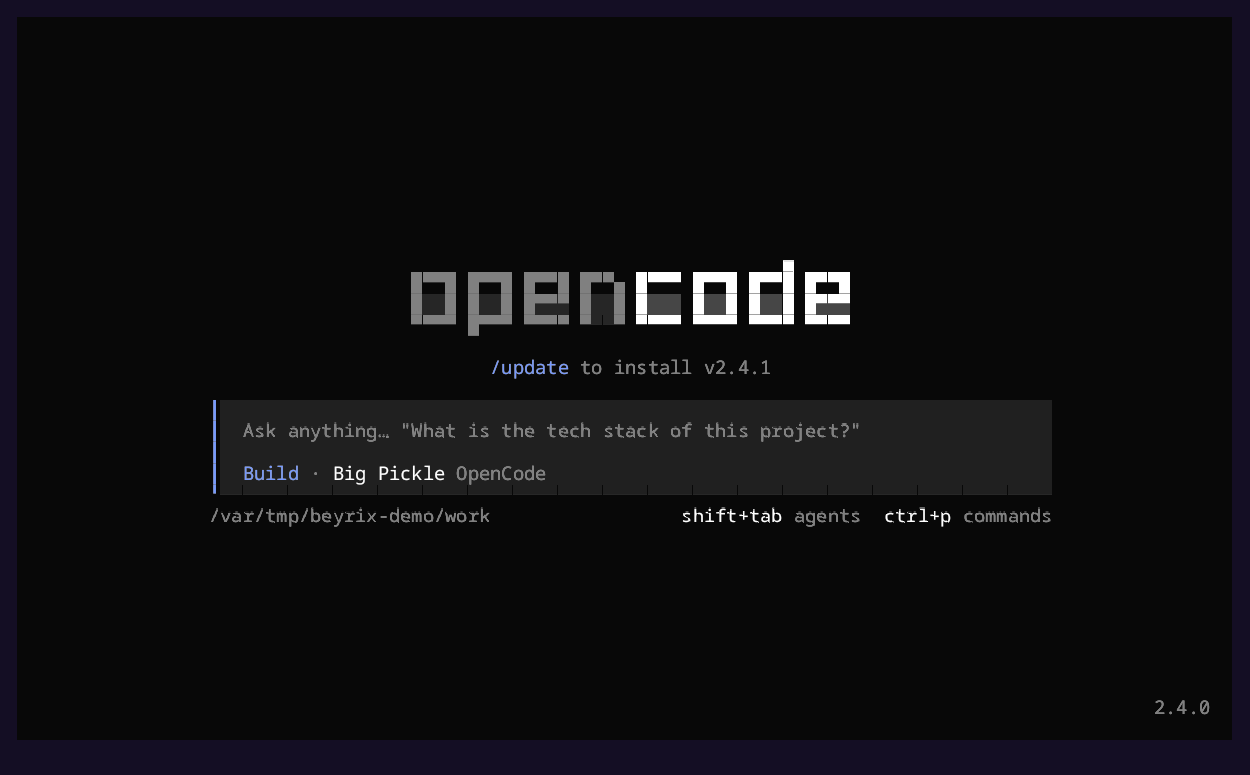 opencode
/update to install v2.4.1
Ask anything… "What is the tech stack of this project?"
Build · Big Pickle OpenCode
/var/tmp/beyrix-demo/work shift+tab agents ctrl+p commands
2.4.0